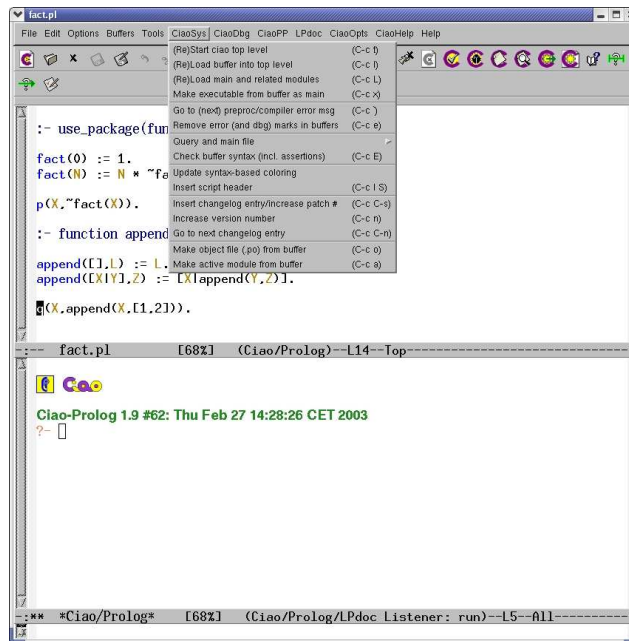 fact.pl
File Edit Options Buffers Tools CiaoSys CiaoDbg CiaoPP LPdoc CiaoOpts CiaoHelp Help
(Re)Start ciao top level (C-c t)
(Re)Load buffer into top level (C-c l)
(Re)Load main and related modules (C-c L)
Make executable from buffer as main (C-c x)
Go to (next) preproc/compiler error msg (C-c `)
Remove error (and dbg) marks in buffers (C-c e)
Query and main file
Check buffer syntax (incl. assertions) (C-c E)
Update syntax-based coloring
Insert script header (C-c I S)
Insert changelog entry/increase patch # (C-c C-s)
Increase version number (C-c n)
Go to next changelog entry (C-c C-n)
Make object file (.po) from buffer (C-c o)
Make active module from buffer (C-c a)
:- use_package(fun
fact(0) := 1.
fact(N) := N * ~fa
p(X,~fact(X)).
:- function append
append([],L) := L.
append([X|Y],Z) := [X|append(Y,Z)].
q(X,append(X,[1,2])).
-:-- fact.pl [68%] (Ciao/Prolog)--L14--Top
Ciao
Ciao-Prolog 1.9 #62: Thu Feb 27 14:28:26 CET 2003
?-
-:** *Ciao/Prolog* [68%] (Ciao/Prolog/LPdoc Listener: run)--L5--All